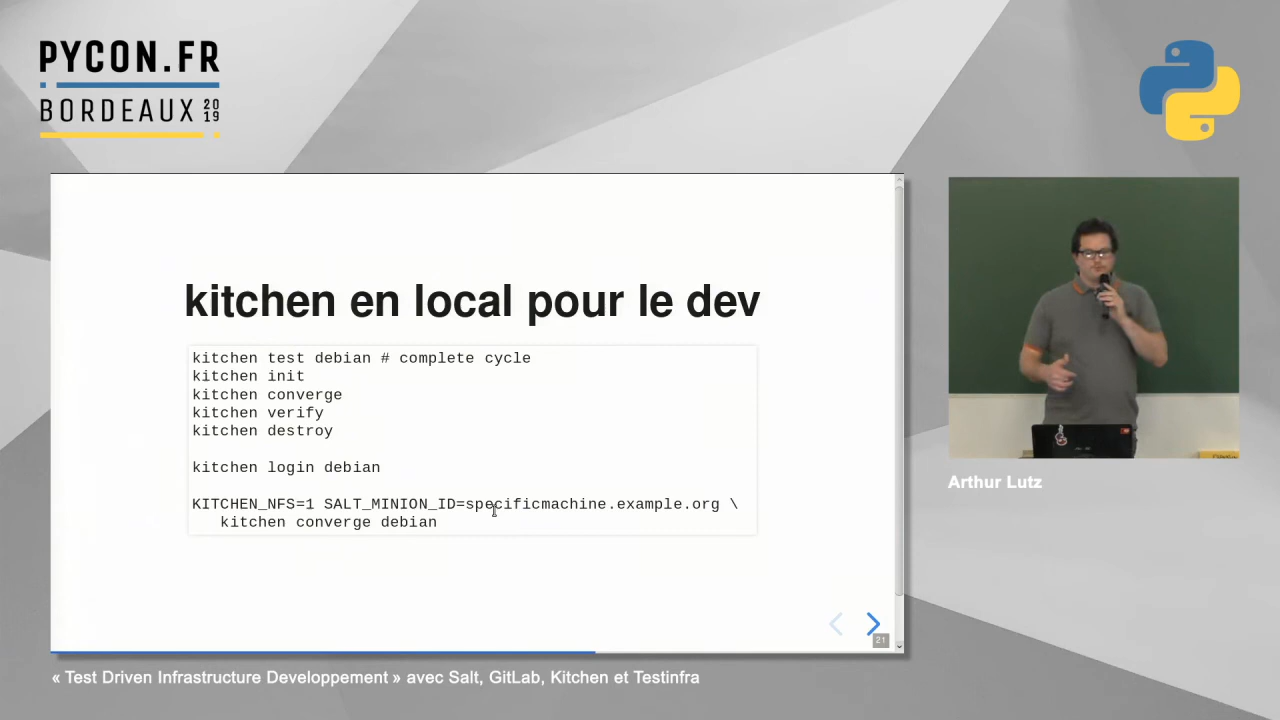 PYCON.FR
BORDEAUX 2019
kitchen en local pour le dev
kitchen test debian # complete cycle
kitchen init
kitchen converge
kitchen verify
kitchen destroy
kitchen login debian
KITCHEN_NFS=1 SALT_MINION_ID=specificmachine.example.org \
kitchen converge debian
21
Arthur Lutz
« Test Driven Infrastructure Developpement » avec Salt, GitLab, Kitchen et Testinfra